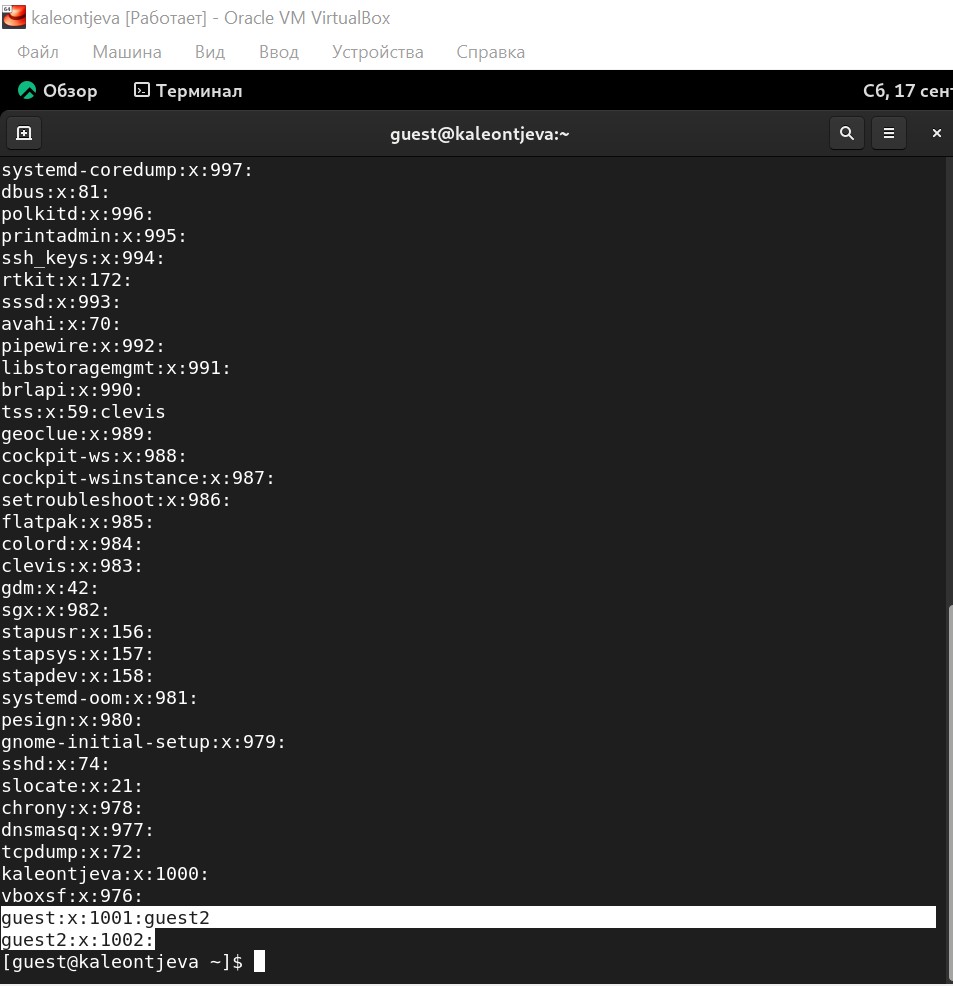 kaleontjeva [Работает] - Oracle VM VirtualBox
Файл Машина Вид Ввод Устройства Справка
Обзор Терминал Сб, 17 сен
guest@kaleontjeva:~
systemd-coredump:x:997:
dbus:x:81:
polkitd:x:996:
printadmin:x:995:
ssh_keys:x:994:
rtkit:x:172:
sssd:x:993:
avahi:x:70:
pipewire:x:992:
libstoragemgmt:x:991:
brlapi:x:990:
tss:x:59:clevis
geoclue:x:989:
cockpit-ws:x:988:
cockpit-wsinstance:x:987:
setroubleshoot:x:986:
flatpak:x:985:
colord:x:984:
clevis:x:983:
gdm:x:42:
sgx:x:982:
stapusr:x:156:
stapsys:x:157:
stapdev:x:158:
systemd-oom:x:981:
pesign:x:980:
gnome-initial-setup:x:979:
sshd:x:74:
slocate:x:21:
chrony:x:978:
dnsmasq:x:977:
tcpdump:x:72:
kaleontjeva:x:1000:
vboxsf:x:976:
guest:x:1001:guest2
guest2:x:1002:
[guest@kaleontjeva ~]$